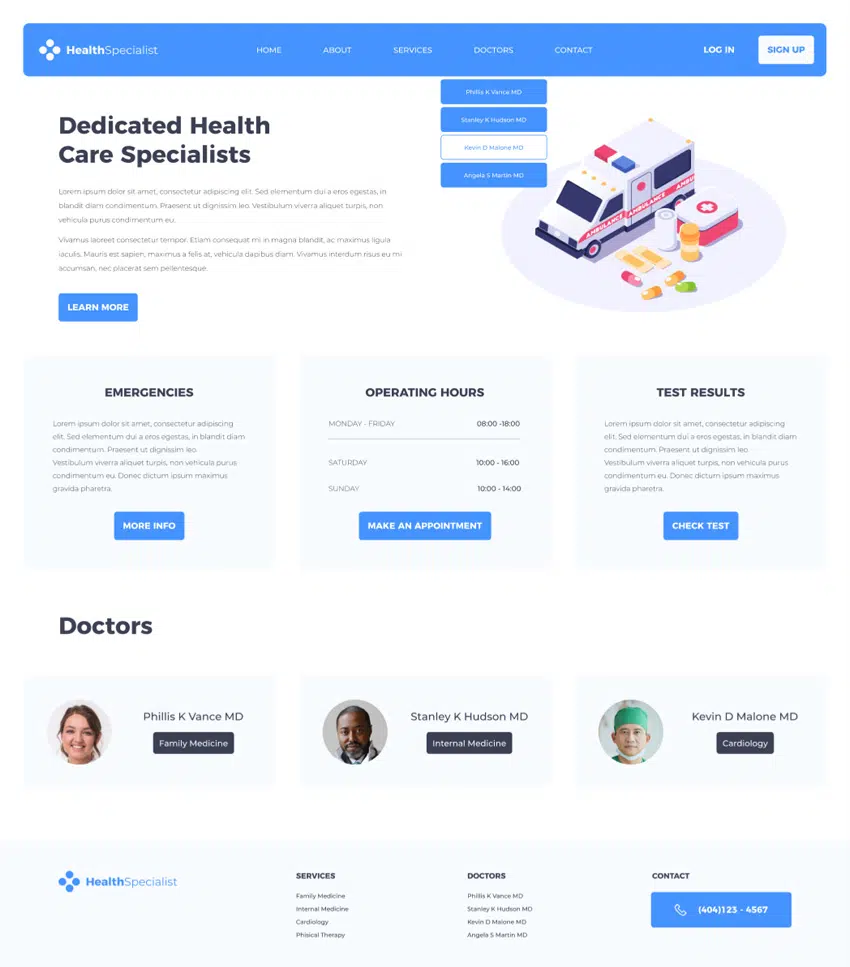 HealthSpecialist
HOME ABOUT SERVICES DOCTORS CONTACT
LOG IN SIGN UP
Phillis K Vance MD
Stanley K Hudson MD
Kevin D Malone MD
Angela S Martin MD
Dedicated Health
Care Specialists
Lorem ipsum dolor sit amet, consectetur adipiscing elit. Sed elementum dui a eros egestas, in
blandit diam condimentum. Praesent ut dignissim leo. Vestibulum viverra aliquet turpis, non
vehicula purus condimentum eu.
Vivamus laoreet consectetur tempor. Etiam consequat mi in magna blandit, ac maximus ligula
iaculis. Mauris est sapien, maximus a felis at, vehicula dapibus diam. Vivamus interdum risus eu mi
accumsan, nec placerat sem pellentesque.
LEARN MORE
AMBULANCE
AMBULANCE
EMERGENCIES
Lorem ipsum dolor sit amet, consectetur adipiscing
elit. Sed elementum dui a eros egestas, in blandit diam
condimentum. Praesent ut dignissim leo.
Vestibulum viverra aliquet turpis, non vehicula purus
condimentum eu. Donec dictum ipsum maximus
gravida pharetra.
MORE INFO
OPERATING HOURS
MONDAY - FRIDAY 08:00 -18:00
SATURDAY 10:00 - 16:00
SUNDAY 10:00 - 14:00
MAKE AN APPOINTMENT
TEST RESULTS
Lorem ipsum dolor sit amet, consectetur adipiscing
elit. Sed elementum dui a eros egestas, in blandit diam
condimentum. Praesent ut dignissim leo.
Vestibulum viverra aliquet turpis, non vehicula purus
condimentum eu. Donec dictum ipsum maximus
gravida pharetra.
CHECK TEST
Doctors
Phillis K Vance MD
Family Medicine
Stanley K Hudson MD
Internal Medicine
Kevin D Malone MD
Cardiology
HealthSpecialist
SERVICES
Family Medicine
Internal Medicine
Cardiology
Phisical Therapy
DOCTORS
Phillis K Vance MD
Stanley K Hudson MD
Kevin D Malone MD
Angela S Martin MD
CONTACT
(404)123 - 4567